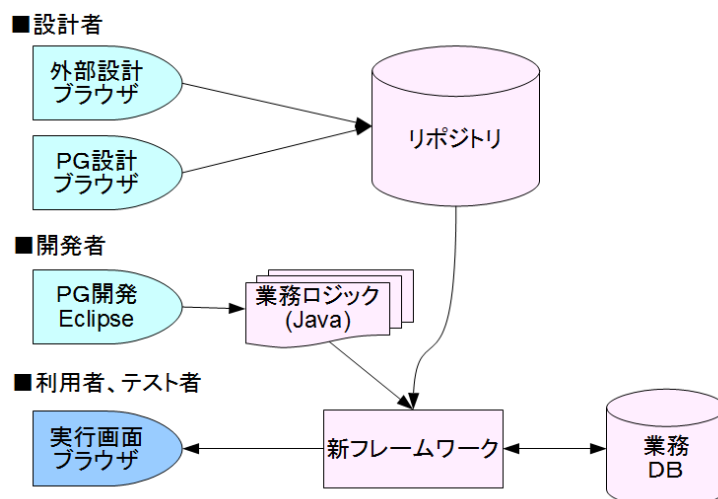 ■設計者
外部設計
ブラウザ
リポジトリ
PG設計
ブラウザ
■開発者
PG開発
Eclipse
業務ロジック
(Java)
■利用者、テスト者
実行画面
ブラウザ
新フレームワーク
業務
DB